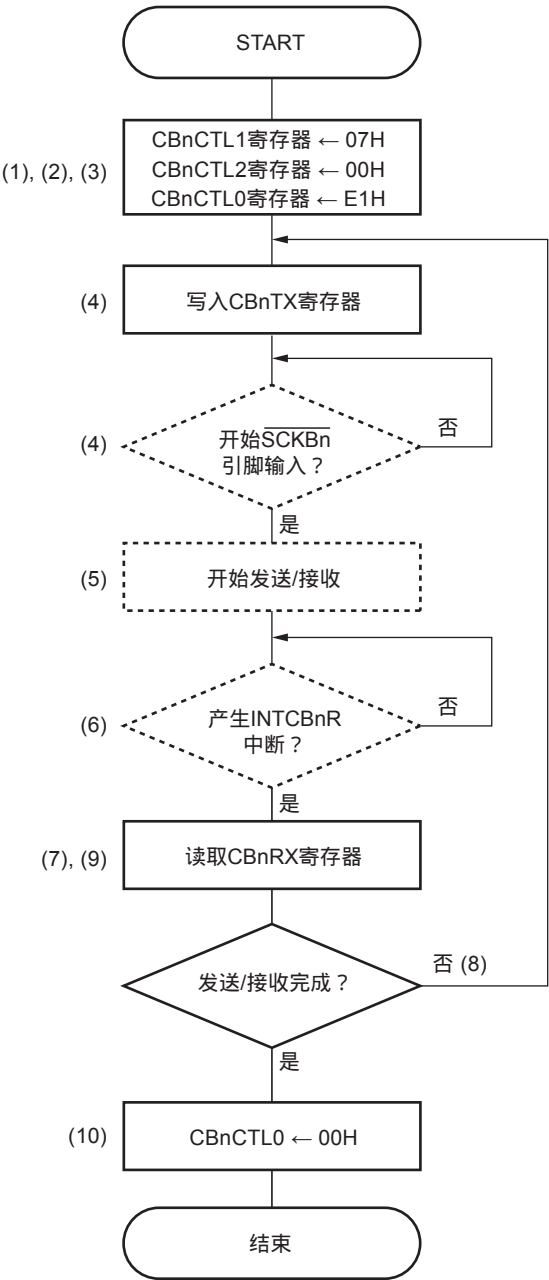 START
(1), (2), (3)
CBnCTL1寄存器 ← 07H
CBnCTL2寄存器 ← 00H
CBnCTL0寄存器 ← E1H
(4)
写入CBnTX寄存器
(4)
开始SCKBn
引脚输入？
否
是
(5)
开始发送/接收
(6)
产生INTCBnR
中断？
否
是
(7), (9)
读取CBnRX寄存器
发送/接收完成？
否 (8)
是
(10)
CBnCTL0 ← 00H
结束